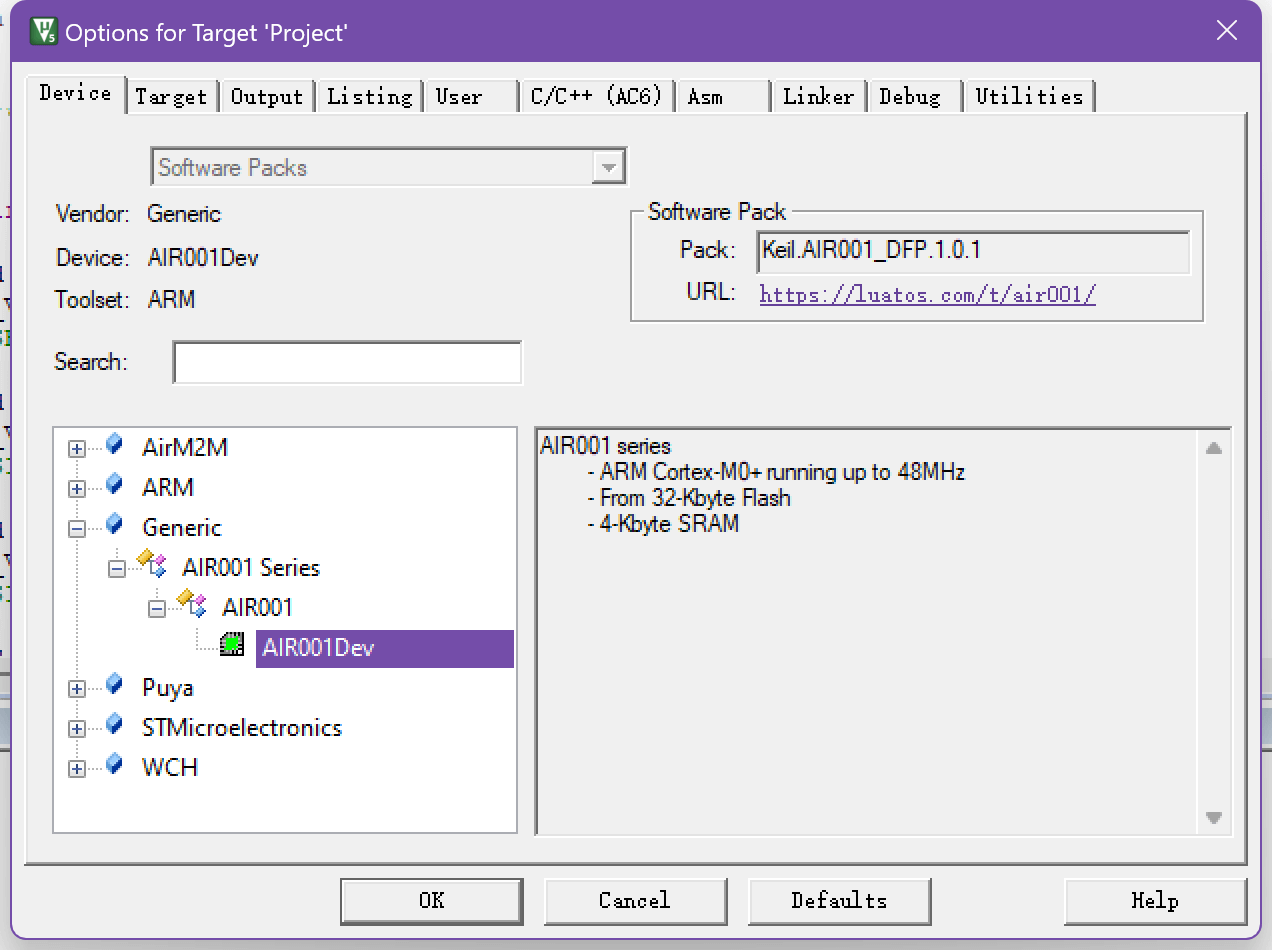 Options for Target 'Project'
Device Target Output Listing User C/C++ (AC6) Asm Linker Debug Utilities
Software Packs
Vendor: Generic
Device: AIR001Dev
Toolset: ARM
Software Pack
Pack: Keil.AIR001_DFP.1.0.1
URL: https://luatos.com/t/air001/
Search:
AirM2M
ARM
Generic
AIR001 Series
AIR001
AIR001Dev
Puya
STMicroelectronics
WCH
AIR001 series
- ARM Cortex-M0+ running up to 48MHz
- From 32-Kbyte Flash
- 4-Kbyte SRAM
OK Cancel Defaults Help